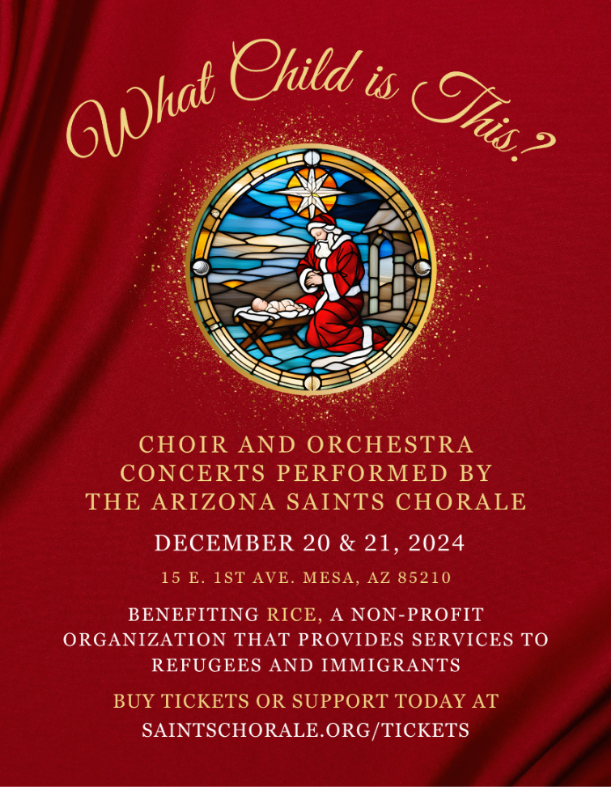 What Child is This?
CHOIR AND ORCHESTRA
CONCERTS PERFORMED BY
THE ARIZONA SAINTS CHORALE
DECEMBER 20 & 21, 2024
15 E. 1ST AVE. MESA, AZ 85210
BENEFITING RICE, A NON-PROFIT
ORGANIZATION THAT PROVIDES SERVICES TO
REFUGEES AND IMMIGRANTS
BUY TICKETS OR SUPPORT TODAY AT
SAINTSCHORALE.ORG/TICKETS